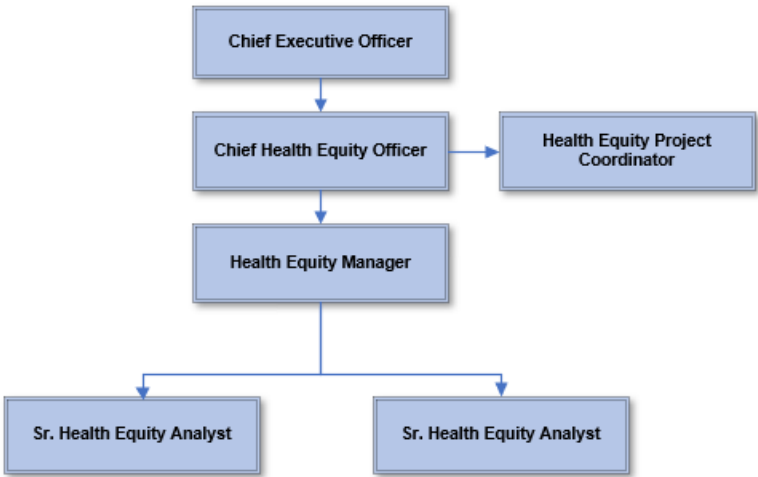 Chief Executive Officer
Chief Health Equity Officer
Health Equity Project
Coordinator
Health Equity Manager
Sr. Health Equity Analyst
Sr. Health Equity Analyst